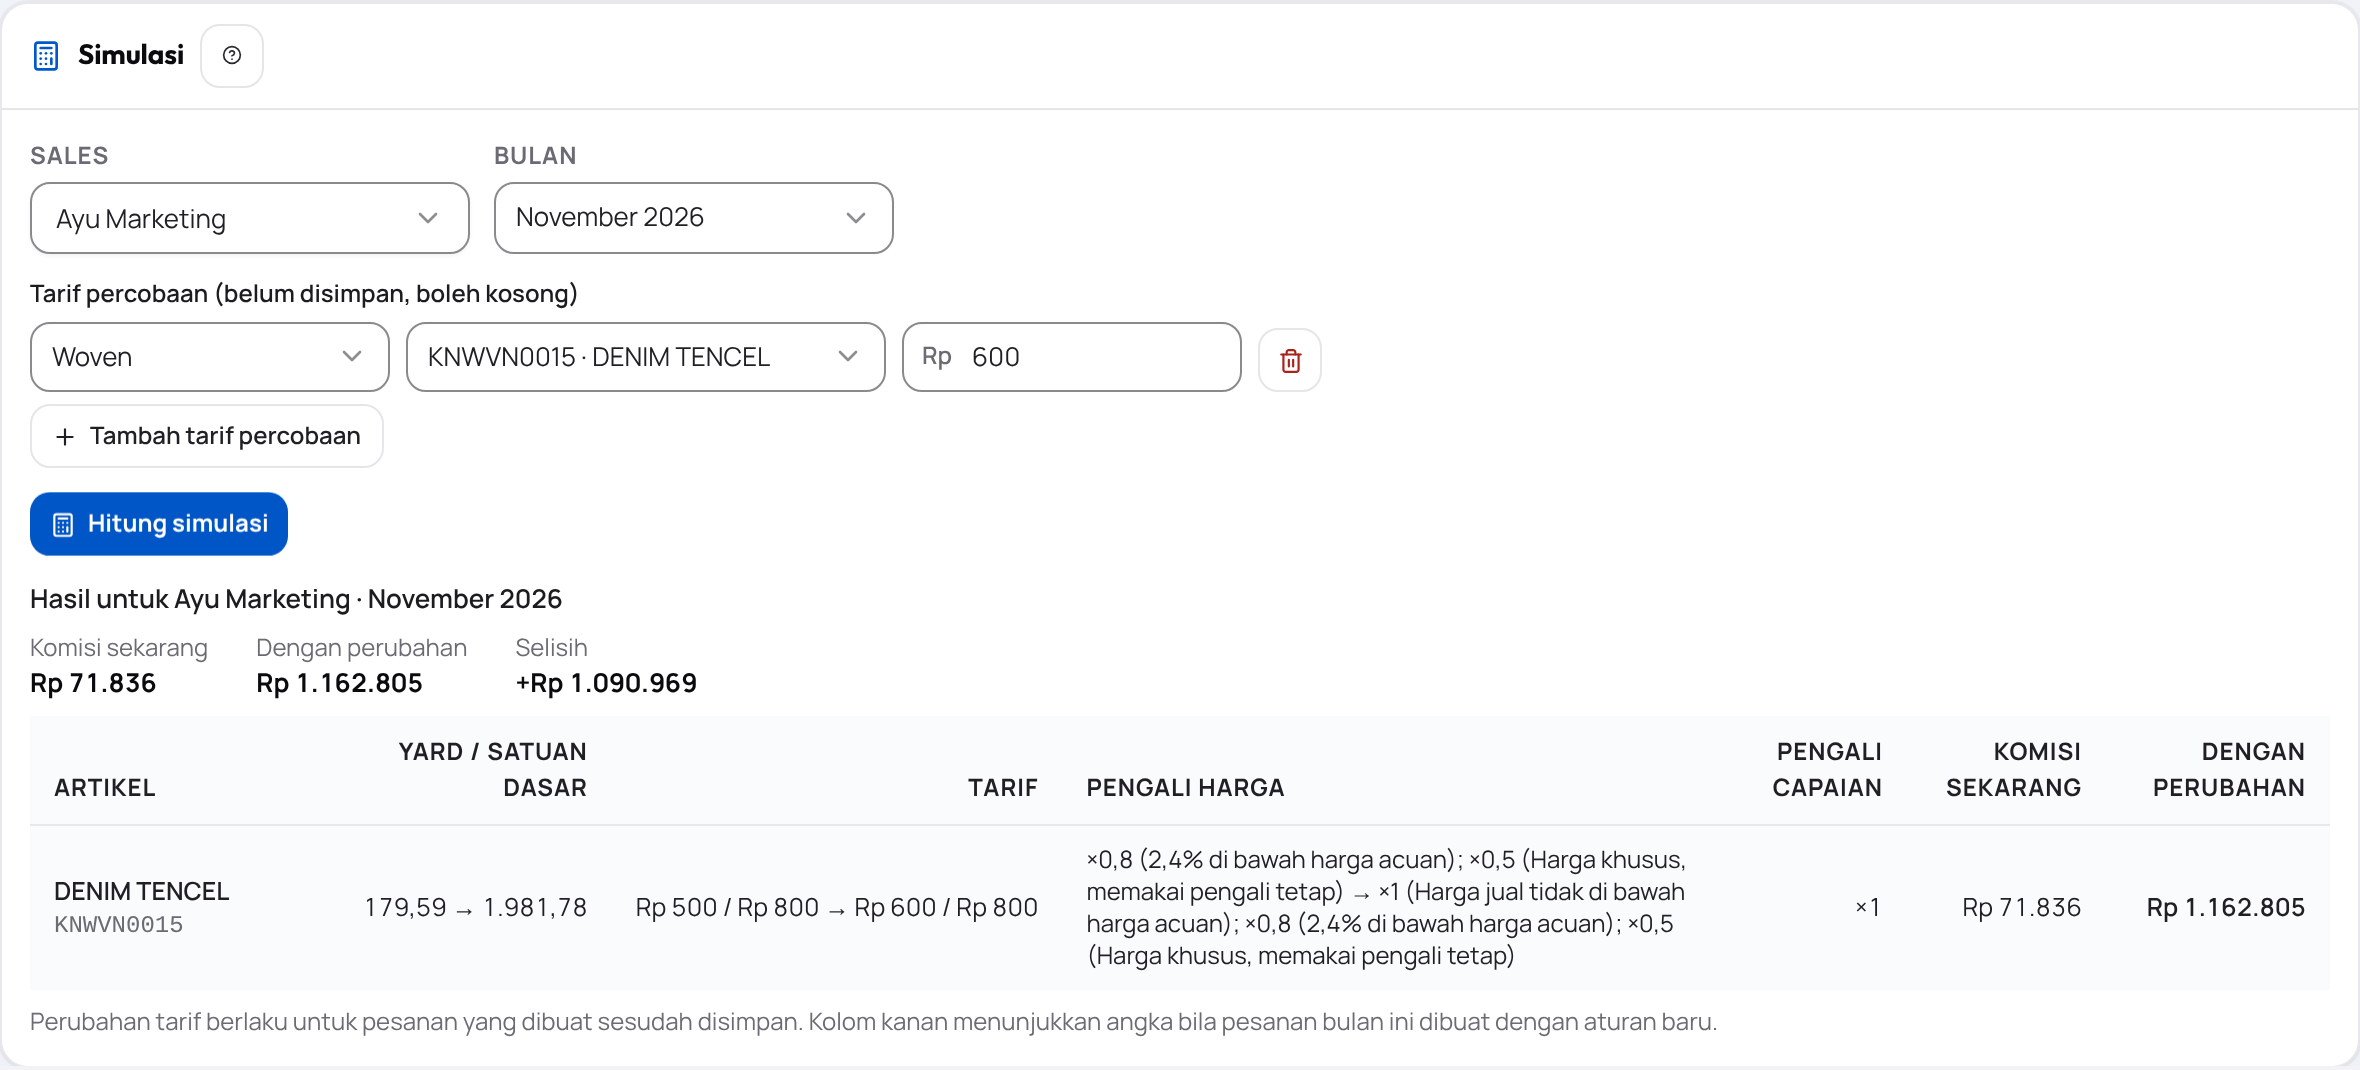 Simulasi
SALES
BULAN
Ayu Marketing
November 2026
Tarif percobaan (belum disimpan, boleh kosong)
Woven
KNWVN0015 · DENIM TENCEL
Rp 600
+ Tambah tarif percobaan
Hitung simulasi
Hasil untuk Ayu Marketing · November 2026
Komisi sekarang
Rp 71.836
Dengan perubahan
Rp 1.162.805
Selisih
+Rp 1.090.969
ARTIKEL
YARD / SATUAN
DASAR
TARIF
PENGALI HARGA
PENGALI
CAPAIAN
KOMISI
SEKARANG
DENGAN
PERUBAHAN
DENIM TENCEL
KNWVN0015
179,59 → 1.981,78
Rp 500 / Rp 800 → Rp 600 / Rp 800
×0,8 (2,4% di bawah harga acuan); ×0,5 (Harga khusus,
memakai pengali tetap) → ×1 (Harga jual tidak di bawah
harga acuan); ×0,8 (2,4% di bawah harga acuan); ×0,5
(Harga khusus, memakai pengali tetap)
×1
Rp 71.836
Rp 1.162.805
Perubahan tarif berlaku untuk pesanan yang dibuat sesudah disimpan. Kolom kanan menunjukkan angka bila pesanan bulan ini dibuat dengan aturan baru.